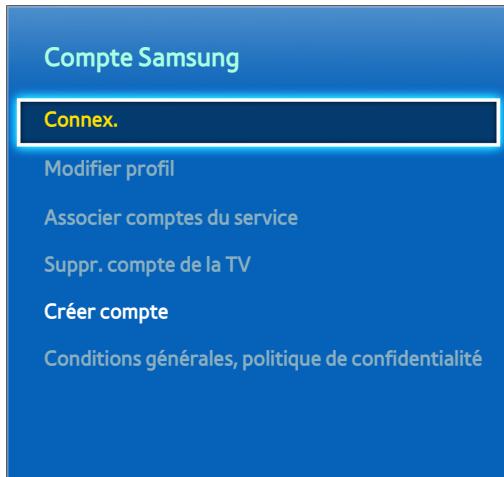 Compte Samsung
Connex.
Modifier profil
Associer comptes du service
Suppr. compte de la TV
Créer compte
Conditions générales, politique de confidentialité